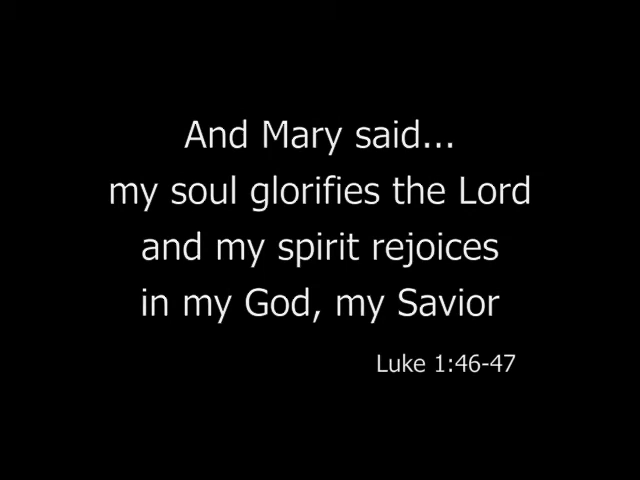 And Mary said...
my soul glorifies the Lord
and my spirit rejoices
in my God, my Savior
Luke 1:46-47